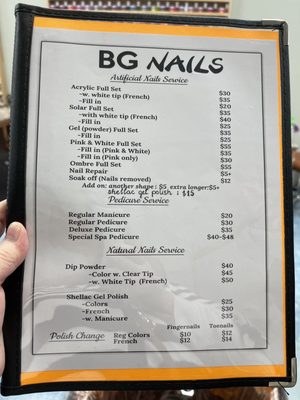 BG NAILS
Artificial Nails Service
Acrylic Full Set $30
-w. white tip (French) $35
-Fill in $20
Solar Full Set $35
-with white tip (French) $40
-Fill in $25
Gel (powder) Full Set $35
-Fill in $25
Pink & White Full Set $55
-Fill in (Pink & White) $35
-Fill in (Pink only) $30
Ombre Full Set $55
Nail Repair $5+
Soak off (Nails removed) $12
Add on: another shape : $5 extra longer:$5+
shellac gel polish : $15
Pedicure Service
Regular Manicure $20
Regular Pedicure $30
Deluxe Pedicure $35
Special Spa Pedicure $40-$48
Natural Nails Service
Dip Powder $40
-Color w. Clear Tip $45
-w. White Tip (French) $50
Shellac Gel Polish
-Colors $25
-French $30
-w. Manicure $35
Fingernails Toenails
Polish Change Reg Colors $10 $12
French $12 $14